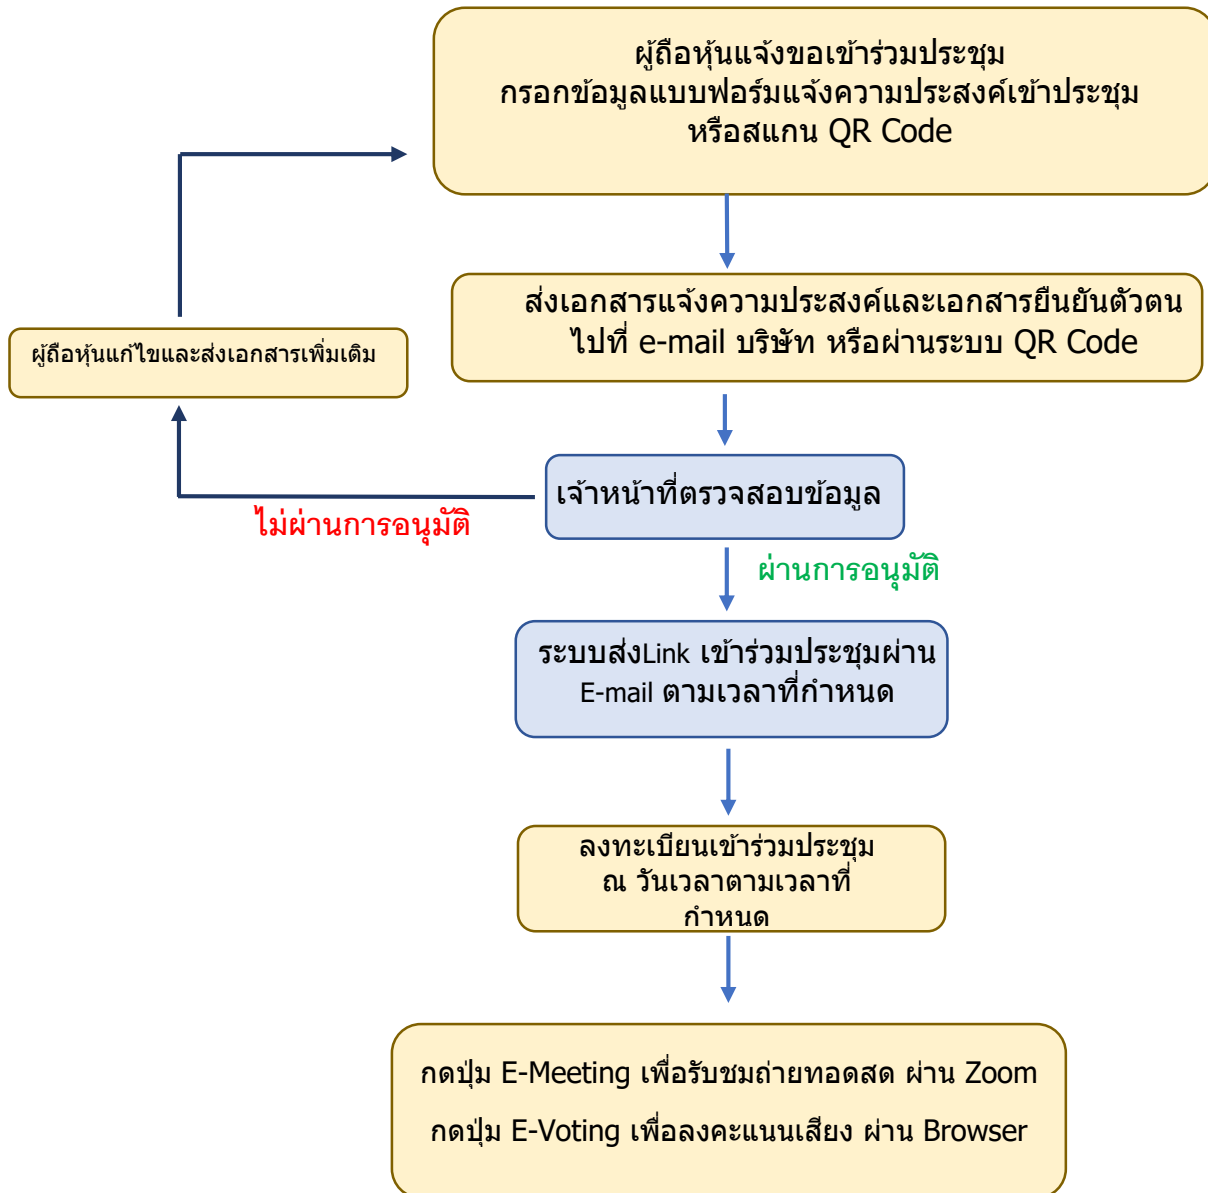 ผู้ถือหุ้นแจ้งขอเข้าร่วมประชุม
กรอกข้อมูลแบบฟอร์มแจ้งความประสงค์เข้าประชุม
หรือสแกน QR Code
ส่งเอกสารแจ้งความประสงค์และเอกสารยืนยันตัวตน
ไปที่ e-mail บริษัท หรือผ่านระบบ QR Code
ผู้ถือหุ้นแก้ไขและส่งเอกสารเพิ่มเติม
เจ้าหน้าที่ตรวจสอบข้อมูล
ไม่ผ่านการอนุมัติ
ผ่านการอนุมัติ
ระบบส่งLink เข้าร่วมประชุมผ่าน
E-mail ตามเวลาที่กำหนด
ลงทะเบียนเข้าร่วมประชุม
ณ วันเวลาตามเวลาที่
กำหนด
กดปุ่ม E-Meeting เพื่อรับชมถ่ายทอดสด ผ่าน Zoom
กดปุ่ม E-Voting เพื่อลงคะแนนเสียง ผ่าน Browser